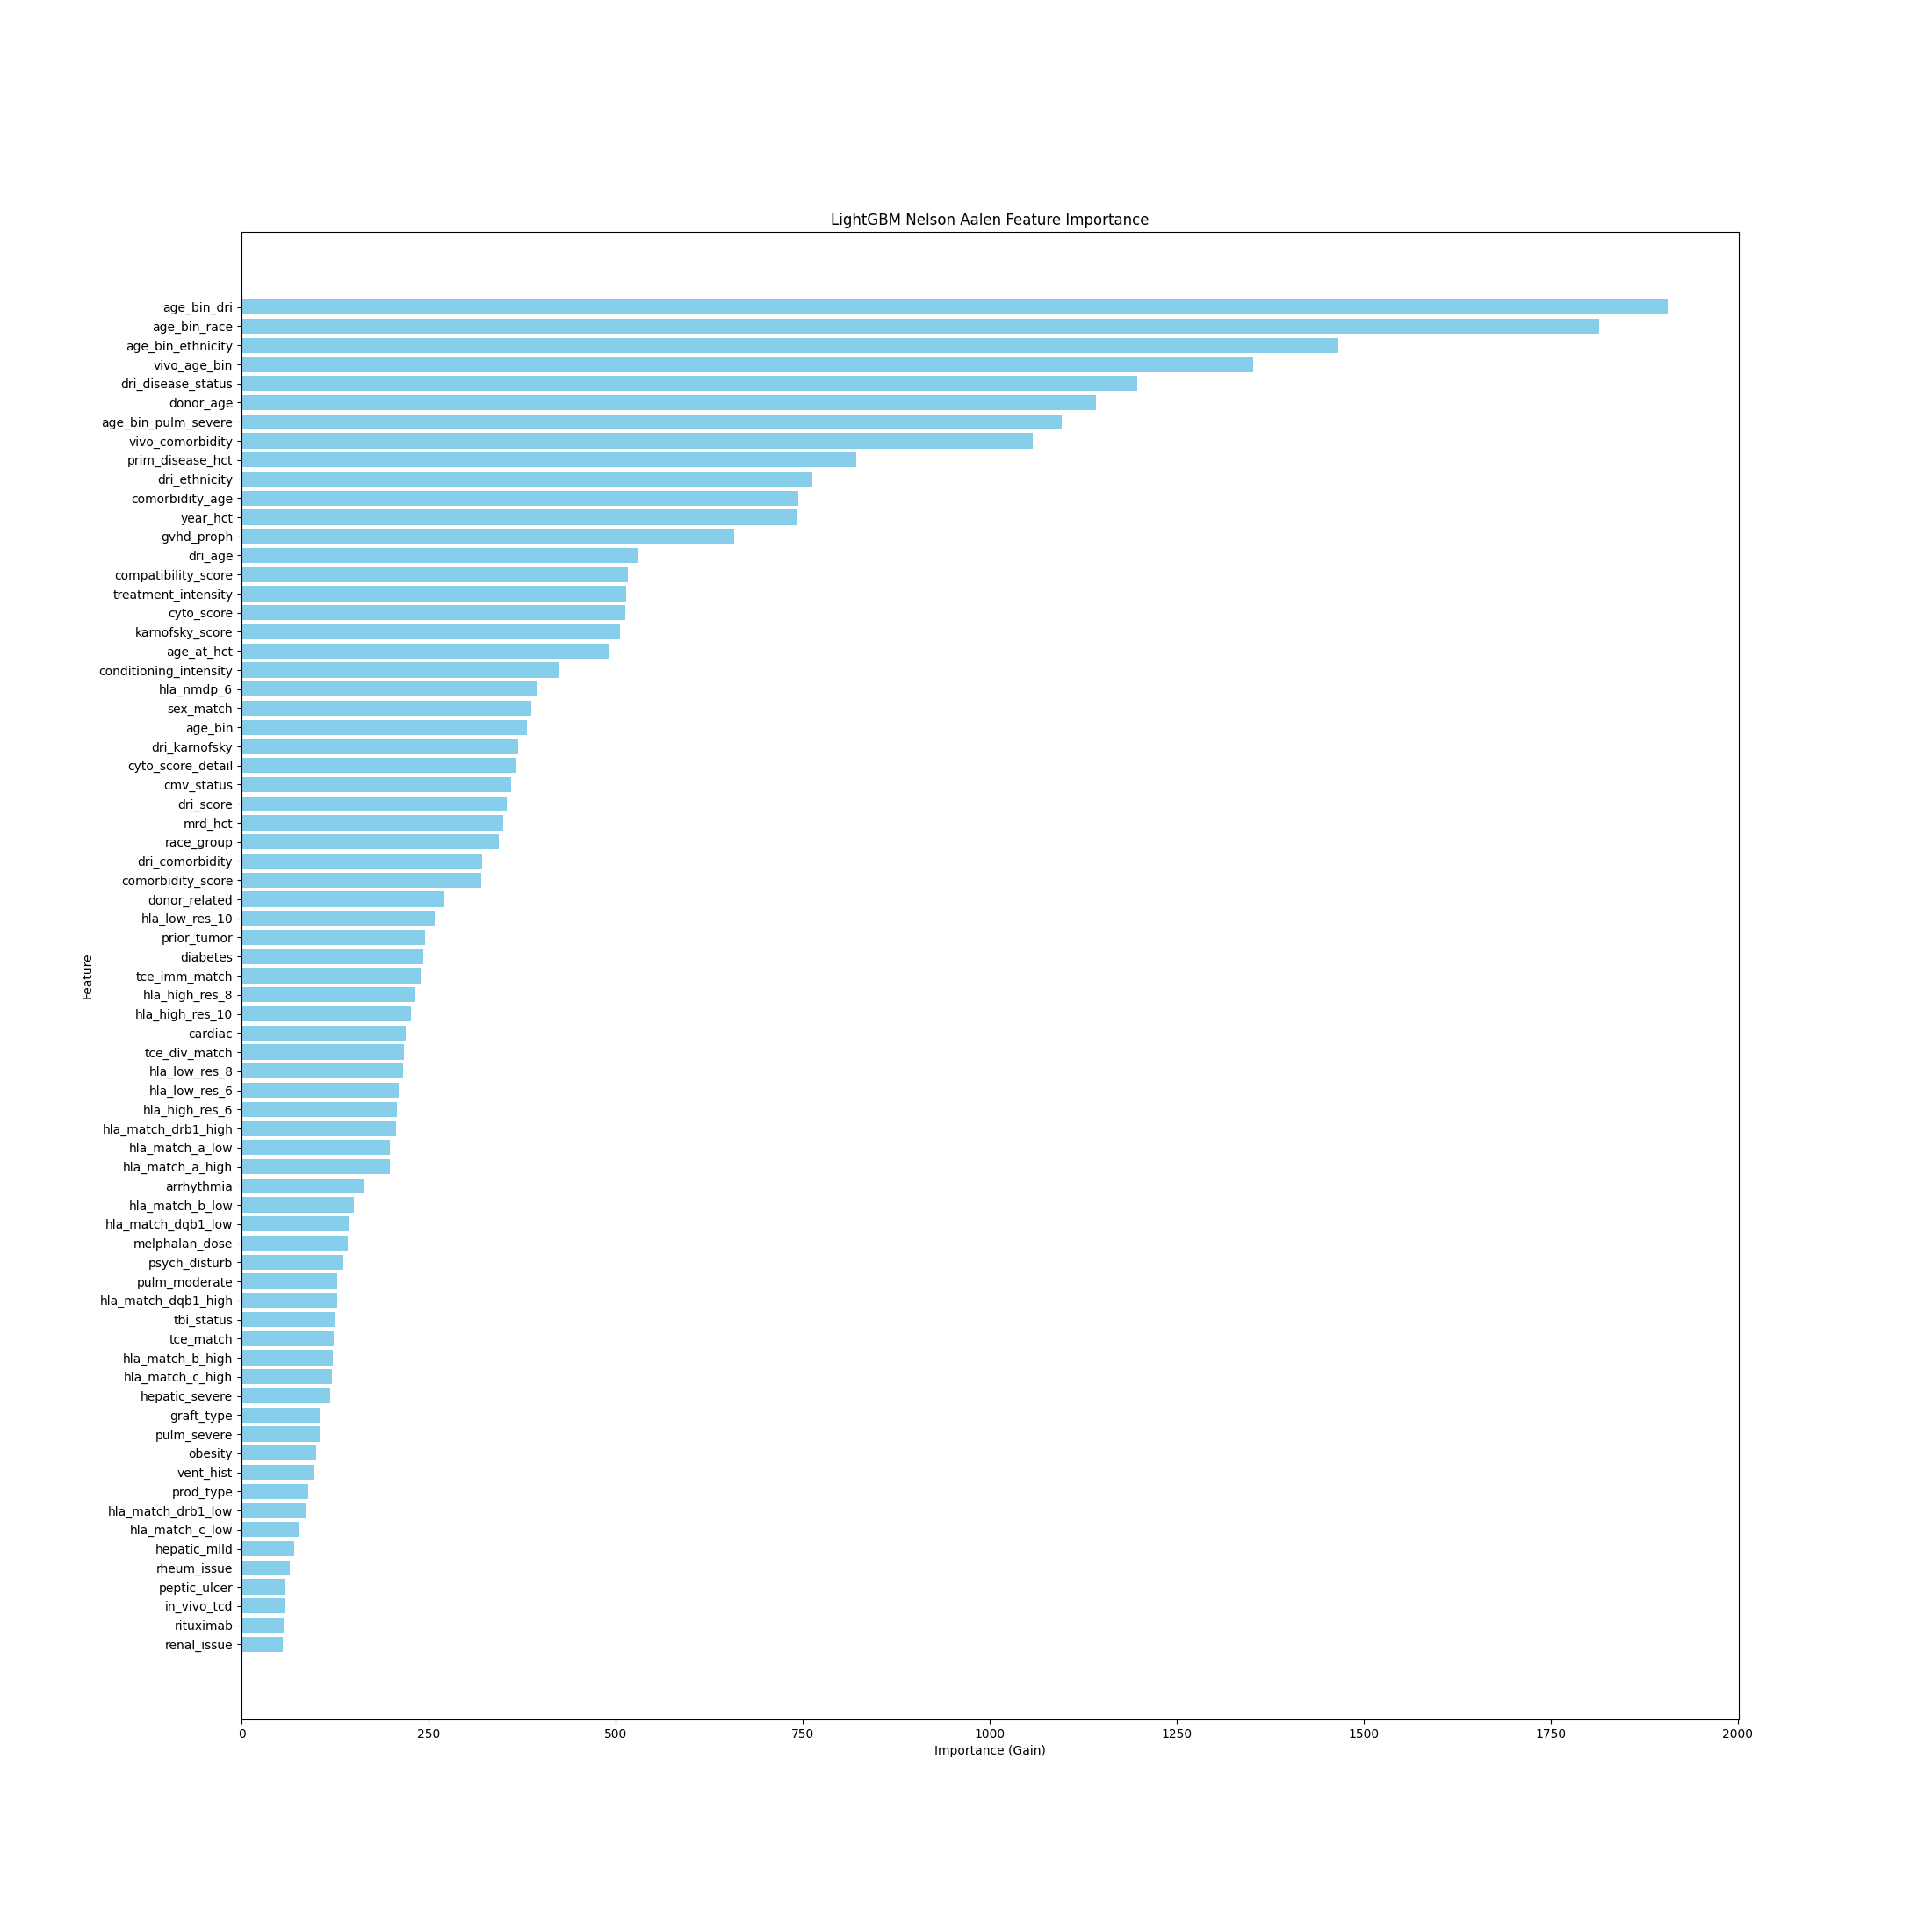 LightGBM Nelson Aalen Feature Importance
age_bin_dri
age_bin_race
age_bin_ethnicity
vivo_age_bin
dri_disease_status
donor_age
age_bin_pulm_severe
vivo_comorbidity
prim_disease_hct
dri_ethnicity
comorbidity_age
year_hct
gvhd_proph
dri_age
compatibility_score
treatment_intensity
cyto_score
karnofsky_score
age_at_hct
conditioning_intensity
hla_nmdp_6
sex_match
age_bin
dri_karnofsky
cyto_score_detail
cmv_status
dri_score
mrd_hct
race_group
dri_comorbidity
comorbidity_score
donor_related
hla_low_res_10
prior_tumor
diabetes
tce_imm_match
hla_high_res_8
hla_high_res_10
cardiac
tce_div_match
hla_low_res_8
hla_low_res_6
hla_high_res_6
hla_match_drb1_high
hla_match_a_low
hla_match_a_high
arrhythmia
hla_match_b_low
hla_match_dqb1_low
melphalan_dose
psych_disturb
pulm_moderate
hla_match_dqb1_high
tbi_status
tce_match
hla_match_b_high
hla_match_c_high
hepatic_severe
graft_type
pulm_severe
obesity
vent_hist
prod_type
hla_match_drb1_low
hla_match_c_low
hepatic_mild
rheum_issue
peptic_ulcer
in_vivo_tcd
rituximab
renal_issue
Feature
0 250 500 750 1000 1250 1500 1750 2000
Importance (Gain)